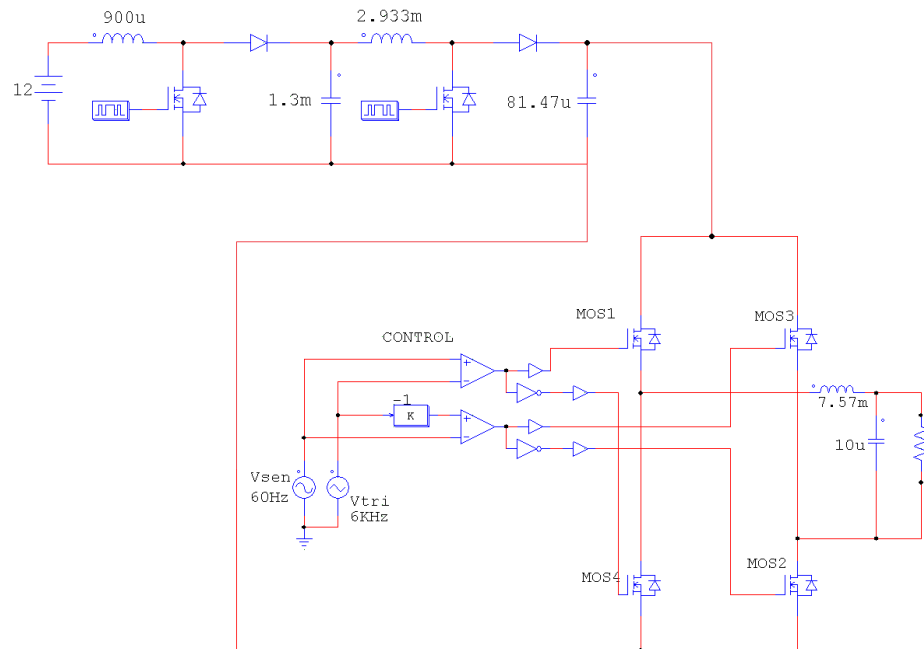 900u
2.933m
12
1.3m
81.47u
MOS1
MOS3
CONTROL
+
−
-1
K
7.57m
+
−
10u
Vsen
60Hz
Vtri
6KHz
MOS4
MOS2